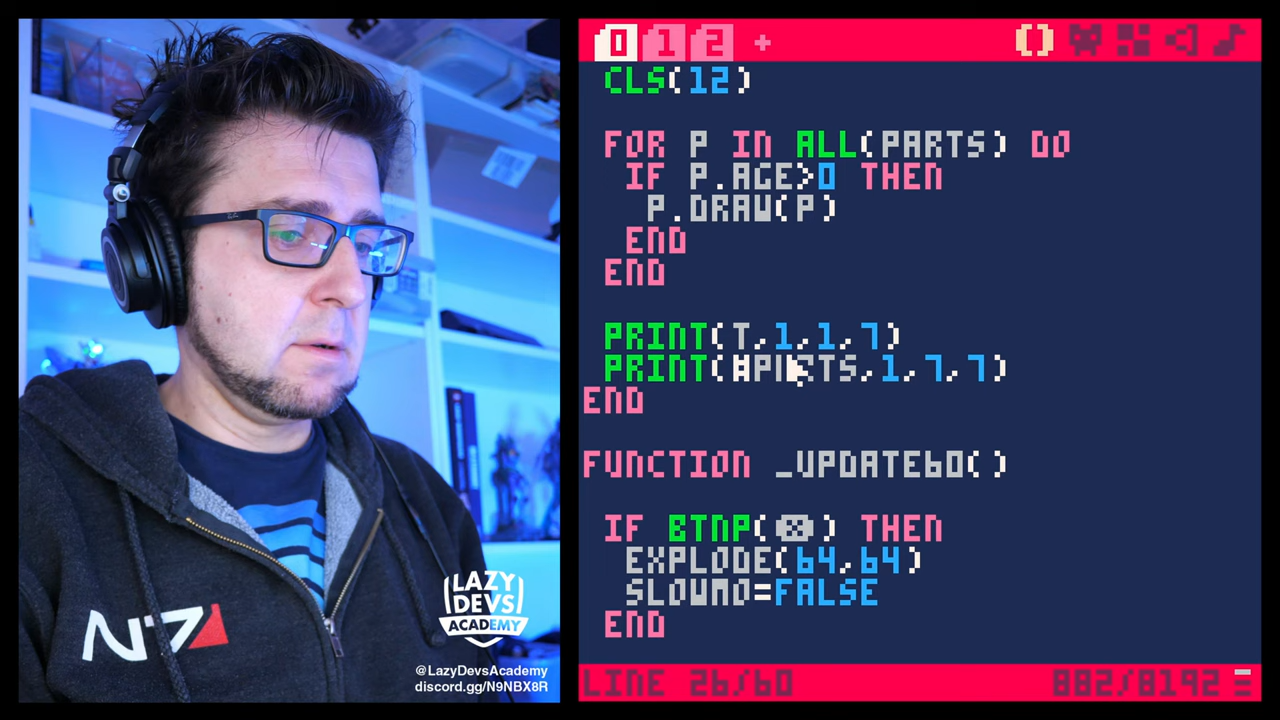 N7
LAZY
DEVS
ACADEMY
@LazyDevsAcademy
discord.gg/N9NBX8R
0 1 2 +
CLS(12)
FOR P IN ALL(PARTS) DO
IF P.AGE>0 THEN
P.DRAW(P)
END
END
PRINT(T,1,1,7)
PRINT(#PARTS,1,7,7)
END
FUNCTION _UPDATE60()
IF BTNP(❎) THEN
EXPLODE(64,64)
SLOWMO=FALSE
END
LINE 26/60
882/8192